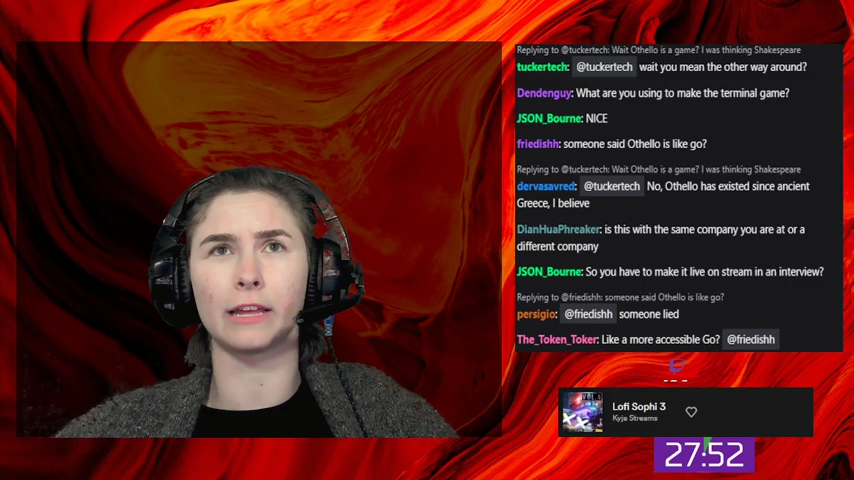 Replying to @tuckertech: Wait Othello is a game? I was thinking Shakespeare
tuckertech: @tuckertech wait you mean the other way around?
Dendenguy: What are you using to make the terminal game?
JSON_Bourne: NICE
friedishh: someone said Othello is like go?
Replying to @tuckertech: Wait Othello is a game? I was thinking Shakespeare
dervasavred: @tuckertech No, Othello has existed since ancient
Greece, I believe
DianHuaPhreaker: is this with the same company you are at or a
different company
JSON_Bourne: So you have to make it live on stream in an interview?
Replying to @friedishh: someone said Othello is like go?
persigio: @friedishh someone lied
The_Token_Toker: Like a more accessible Go? @friedishh
Lofi Sophi 3
Kyja Streams
27:52